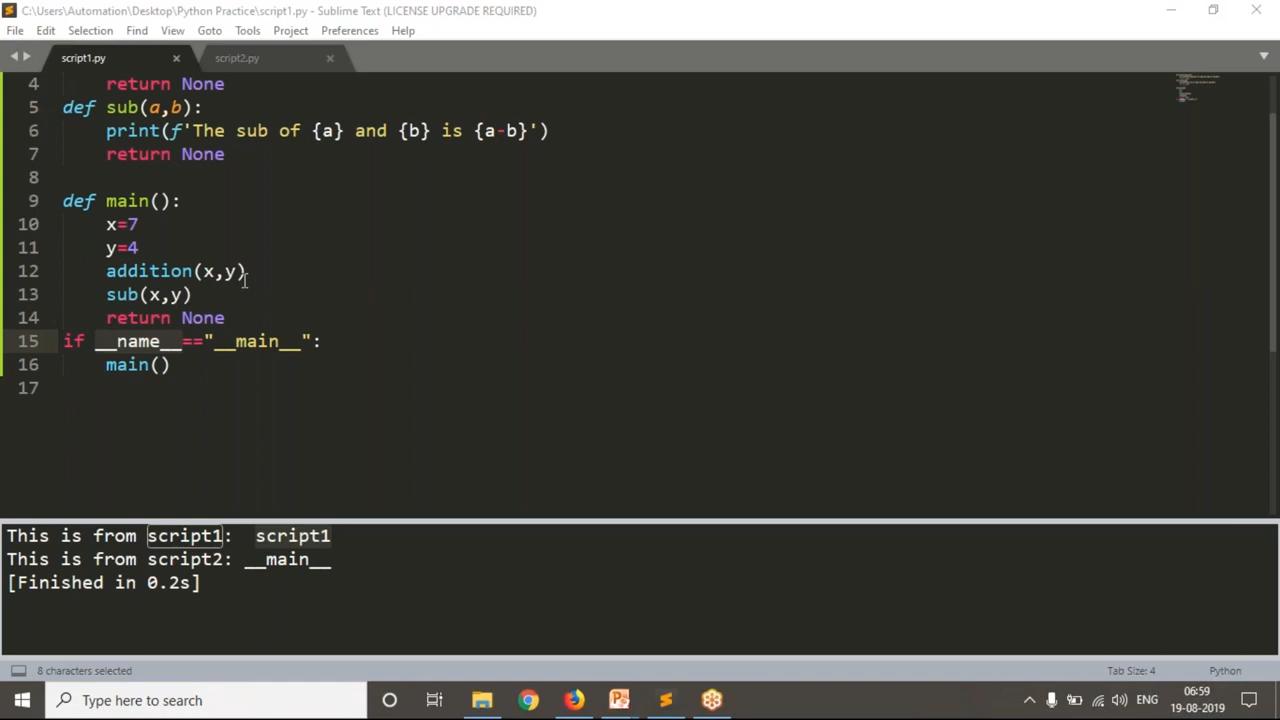 C:\Users\Automation\Desktop\Python Practice\script1.py - Sublime Text (LICENSE UPGRADE REQUIRED)
File Edit Selection Find View Goto Tools Project Preferences Help
script1.py × script2.py ×
4 return None
5 def sub(a,b):
6 print(f'The sub of {a} and {b} is {a-b}')
7 return None
8
9 def main():
10 x=7
11 y=4
12 addition(x,y)
13 sub(x,y)
14 return None
15 if __name__=="__main__":
16 main()
17
This is from script1: script1
This is from script2: __main__
[Finished in 0.2s]
8 characters selected Tab Size: 4 Python
Type here to search ENG 06:59
19-08-2019